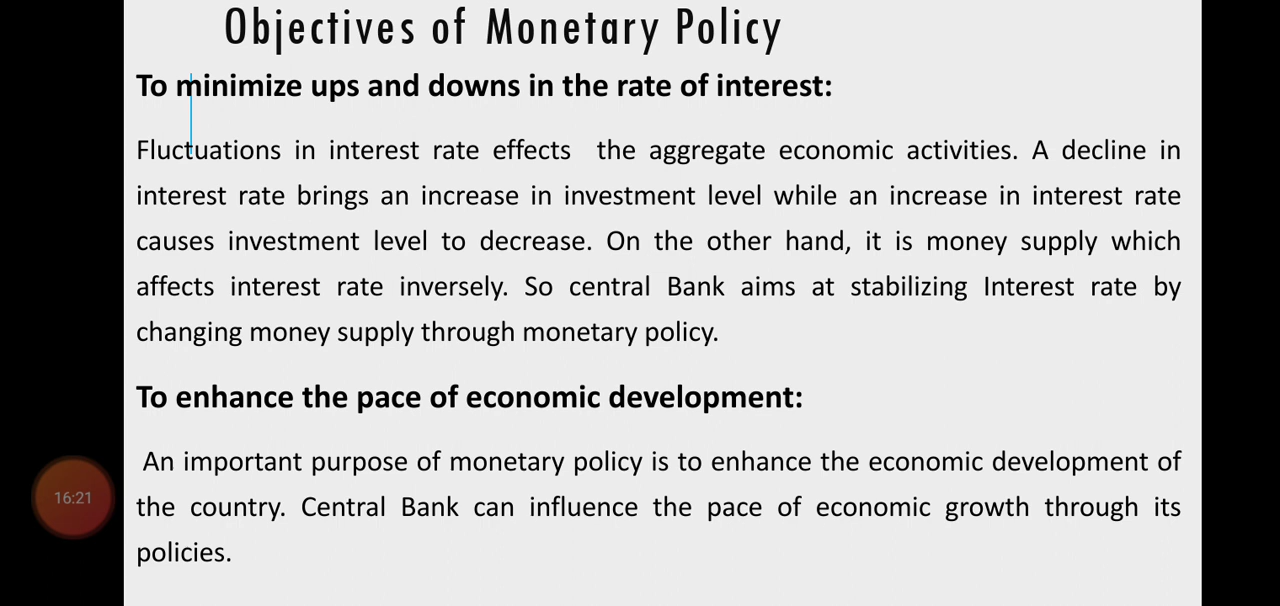 Objectives of Monetary Policy
To minimize ups and downs in the rate of interest:
Fluctuations in interest rate effects the aggregate economic activities. A decline in
interest rate brings an increase in investment level while an increase in interest rate
causes investment level to decrease. On the other hand, it is money supply which
affects interest rate inversely. So central Bank aims at stabilizing Interest rate by
changing money supply through monetary policy.
To enhance the pace of economic development:
An important purpose of monetary policy is to enhance the economic development of
the country. Central Bank can influence the pace of economic growth through its
policies.
16:21